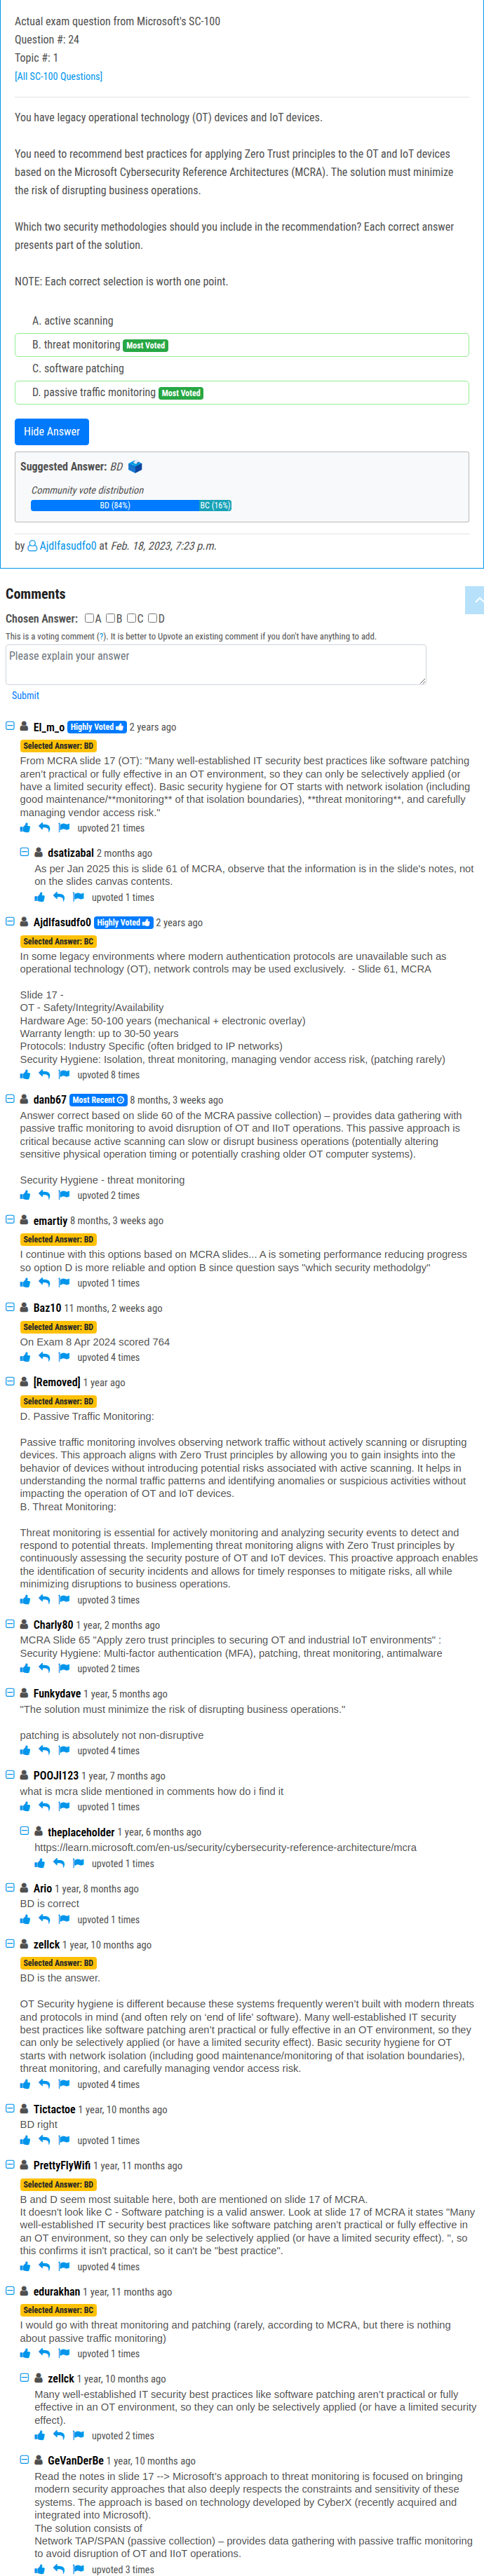 Actual exam question from Microsoft's SC-100
Question #: 24
Topic #: 1
[All SC-100 Questions]
You have legacy operational technology (OT) devices and IoT devices.
You need to recommend best practices for applying Zero Trust principles to the OT and IoT devices
based on the Microsoft Cybersecurity Reference Architectures (MCRA). The solution must minimize
the risk of disrupting business operations.
Which two security methodologies should you include in the recommendation? Each correct answer
presents part of the solution.
NOTE: Each correct selection is worth one point.
A. active scanning
B. threat monitoring Most Voted
C. software patching
D. passive traffic monitoring Most Voted
Hide Answer
Suggested Answer: BD
Community vote distribution
BD (84%) BC (16%)
by Ajdlfasudfo0 at Feb. 18, 2023, 7:23 p.m.
Comments
Chosen Answer: A B C D
This is a voting comment (?). It is better to Upvote an existing comment if you don't have anything to add.
Please explain your answer
Submit
El_m_o Highly Voted 2 years ago
Selected Answer: BD
From MCRA slide 17 (OT): "Many well-established IT security best practices like software patching
aren't practical or fully effective in an OT environment, so they can only be selectively applied (or
have a limited security effect). Basic security hygiene for OT starts with network isolation (including
good maintenance/**monitoring** of that isolation boundaries), **threat monitoring**, and carefully
managing vendor access risk."
upvoted 21 times
dsatizabal 2 months ago
As per Jan 2025 this is slide 61 of MCRA, observe that the information is in the slide's notes, not
on the slides canvas contents.
upvoted 1 times
Ajdlfasudfo0 Highly Voted 2 years ago
Selected Answer: BC
In some legacy environments where modern authentication protocols are unavailable such as
operational technology (OT), network controls may be used exclusively. - Slide 61, MCRA
Slide 17 -
OT - Safety/Integrity/Availability
Hardware Age: 50-100 years (mechanical + electronic overlay)
Warranty length: up to 30-50 years
Protocols: Industry Specific (often bridged to IP networks)
Security Hygiene: Isolation, threat monitoring, managing vendor access risk, (patching rarely)
upvoted 8 times
danb67 Most Recent 8 months, 3 weeks ago
Answer correct based on slide 60 of the MCRA passive collection) – provides data gathering with
passive traffic monitoring to avoid disruption of OT and IIoT operations. This passive approach is
critical because active scanning can slow or disrupt business operations (potentially altering
sensitive physical operation timing or potentially crashing older OT computer systems).
Security Hygiene - threat monitoring
upvoted 2 times
emartiy 8 months, 3 weeks ago
Selected Answer: BD
I continue with this options based on MCRA slides... A is someting performance reducing progress
so option D is more reliable and option B since question says "which security methodolgy"
upvoted 1 times
Baz10 11 months, 2 weeks ago
Selected Answer: BD
On Exam 8 Apr 2024 scored 764
upvoted 4 times
[Removed] 1 year ago
Selected Answer: BD
D. Passive Traffic Monitoring:
Passive traffic monitoring involves observing network traffic without actively scanning or disrupting
devices. This approach aligns with Zero Trust principles by allowing you to gain insights into the
behavior of devices without introducing potential risks associated with active scanning. It helps in
understanding the normal traffic patterns and identifying anomalies or suspicious activities without
impacting the operation of OT and IoT devices.
B. Threat Monitoring:
Threat monitoring is essential for actively monitoring and analyzing security events to detect and
respond to potential threats. Implementing threat monitoring aligns with Zero Trust principles by
continuously assessing the security posture of OT and IoT devices. This proactive approach enables
the identification of security incidents and allows for timely responses to mitigate risks, all while
minimizing disruptions to business operations.
upvoted 3 times
Charly80 1 year, 2 months ago
MCRA Slide 65 "Apply zero trust principles to securing OT and industrial IoT environments" :
Security Hygiene: Multi-factor authentication (MFA), patching, threat monitoring, antimalware
upvoted 2 times
Funkydave 1 year, 5 months ago
"The solution must minimize the risk of disrupting business operations."
patching is absolutely not non-disruptive
upvoted 4 times
POOJI123 1 year, 7 months ago
what is mcra slide mentioned in comments how do i find it
upvoted 1 times
theplaceholder 1 year, 6 months ago
https://learn.microsoft.com/en-us/security/cybersecurity-reference-architecture/mcra
upvoted 1 times
Ario 1 year, 8 months ago
BD is correct
upvoted 1 times
zellck 1 year, 10 months ago
Selected Answer: BD
BD is the answer.
OT Security hygiene is different because these systems frequently weren't built with modern threats
and protocols in mind (and often rely on 'end of life' software). Many well-established IT security
best practices like software patching aren't practical or fully effective in an OT environment, so they
can only be selectively applied (or have a limited security effect). Basic security hygiene for OT
starts with network isolation (including good maintenance/monitoring of that isolation boundaries),
threat monitoring, and carefully managing vendor access risk.
upvoted 4 times
Tictactoe 1 year, 10 months ago
BD right
upvoted 1 times
PrettyFlyWifi 1 year, 11 months ago
Selected Answer: BD
B and D seem most suitable here, both are mentioned on slide 17 of MCRA.
It doesn't look like C - Software patching is a valid answer. Look at slide 17 of MCRA it states "Many
well-established IT security best practices like software patching aren't practical or fully effective in
an OT environment, so they can only be selectively applied (or have a limited security effect). ", so
this confirms it isn't practical, so it can't be "best practice".
upvoted 4 times
edurakhan 1 year, 11 months ago
Selected Answer: BC
I would go with threat monitoring and patching (rarely, according to MCRA, but there is nothing
about passive traffic monitoring)
upvoted 1 times
zellck 1 year, 10 months ago
Many well-established IT security best practices like software patching aren't practical or fully
effective in an OT environment, so they can only be selectively applied (or have a limited security
effect).
upvoted 2 times
GeVanDerBe 1 year, 10 months ago
Read the notes in slide 17 --> Microsoft's approach to threat monitoring is focused on bringing
modern security approaches that also deeply respects the constraints and sensitivity of these
systems. The approach is based on technology developed by CyberX (recently acquired and
integrated into Microsoft).
The solution consists of
Network TAP/SPAN (passive collection) – provides data gathering with passive traffic monitoring
to avoid disruption of OT and IIoT operations.
upvoted 3 times